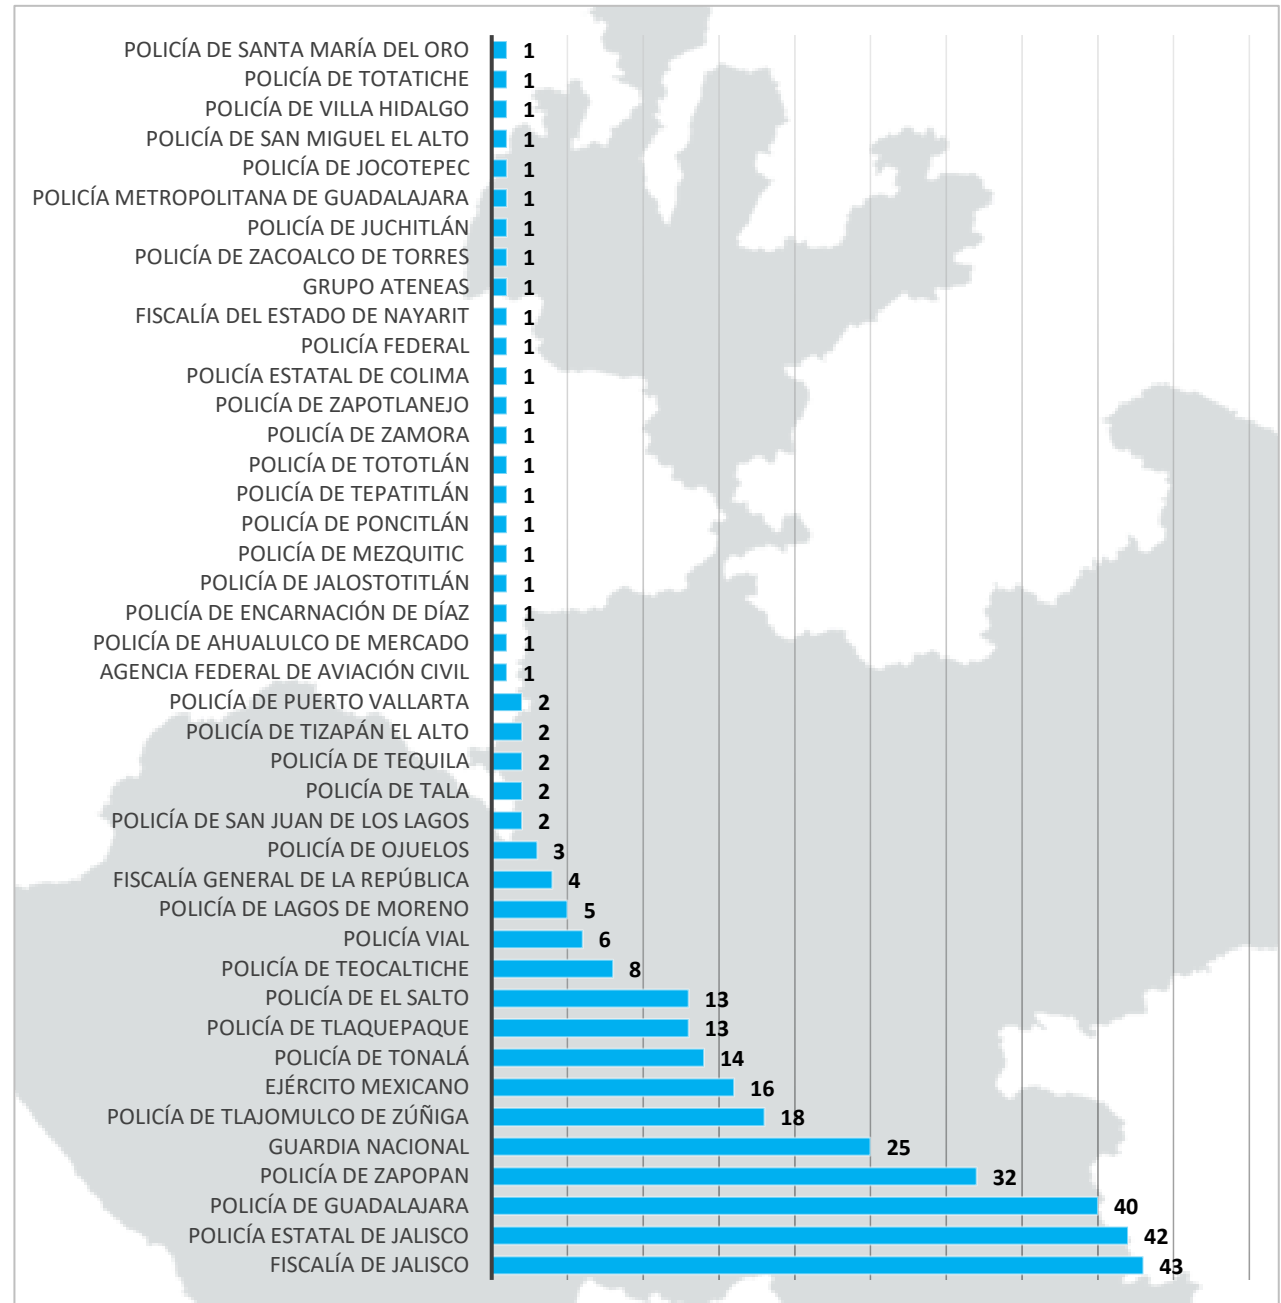 POLICÍA DE SANTA MARÍA DEL ORO 1
POLICÍA DE TOTATICHE 1
POLICÍA DE VILLA HIDALGO 1
POLICÍA DE SAN MIGUEL EL ALTO 1
POLICÍA DE JOCOTEPEC 1
POLICÍA METROPOLITANA DE GUADALAJARA 1
POLICÍA DE JUCHITLÁN 1
POLICÍA DE ZACOALCO DE TORRES 1
GRUPO ATENEAS 1
FISCALÍA DEL ESTADO DE NAYARIT 1
POLICÍA FEDERAL 1
POLICÍA ESTATAL DE COLIMA 1
POLICÍA DE ZAPOTLANEJO 1
POLICÍA DE ZAMORA 1
POLICÍA DE TOTOTLÁN 1
POLICÍA DE TEPATITLÁN 1
POLICÍA DE PONCITLÁN 1
POLICÍA DE MEZQUITIC 1
POLICÍA DE JALOSTOTITLÁN 1
POLICÍA DE ENCARNACIÓN DE DÍAZ 1
POLICÍA DE AHUALULCO DE MERCADO 1
AGENCIA FEDERAL DE AVIACIÓN CIVIL 1
POLICÍA DE PUERTO VALLARTA 2
POLICÍA DE TIZAPÁN EL ALTO 2
POLICÍA DE TEQUILA 2
POLICÍA DE TALA 2
POLICÍA DE SAN JUAN DE LOS LAGOS 2
POLICÍA DE OJUELOS 3
FISCALÍA GENERAL DE LA REPÚBLICA 4
POLICÍA DE LAGOS DE MORENO 5
POLICÍA VIAL 6
POLICÍA DE TEOCALTICHE 8
POLICÍA DE EL SALTO 13
POLICÍA DE TLAQUEPAQUE 13
POLICÍA DE TONALÁ 14
EJÉRCITO MEXICANO 16
POLICÍA DE TLAJOMULCO DE ZÚÑIGA 18
GUARDIA NACIONAL 25
POLICÍA DE ZAPOPAN 32
POLICÍA DE GUADALAJARA 40
POLICÍA ESTATAL DE JALISCO 42
FISCALÍA DE JALISCO 43